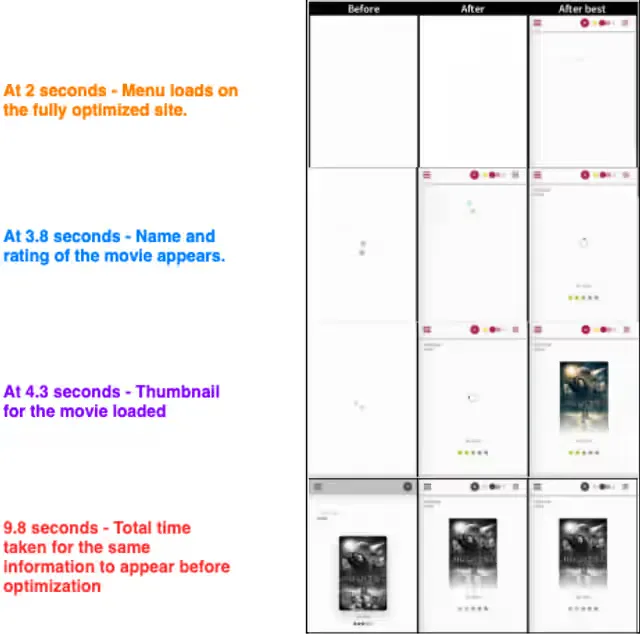 Before After After best
At 2 seconds - Menu loads on
the fully optimized site.
At 3.8 seconds - Name and
rating of the movie appears.
At 4.3 seconds - Thumbnail
for the movie loaded
9.8 seconds - Total time
taken for the same
information to appear before
optimization